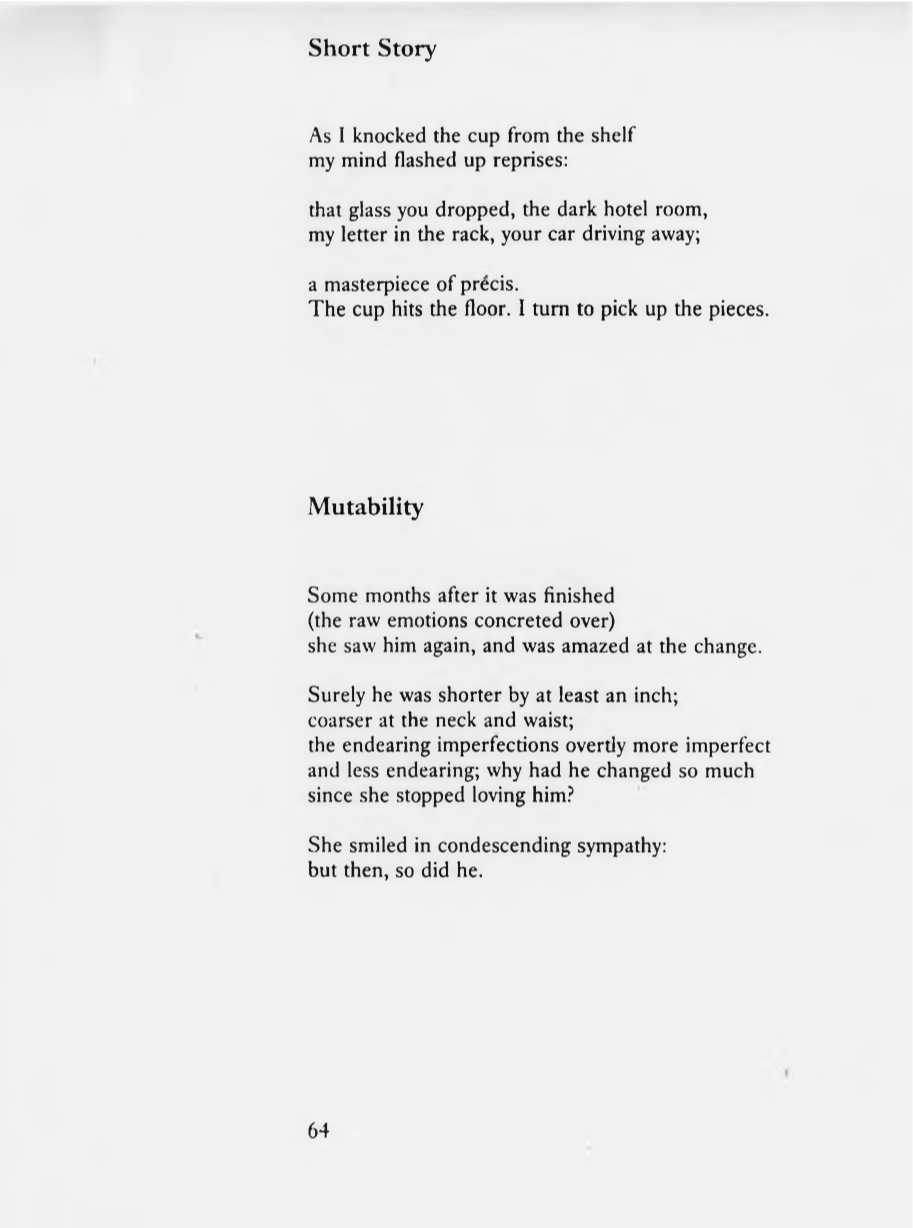 Short Story
As I knocked the cup from the shelf
my mind flashed up reprises:
that glass you dropped, the dark hotel room,
my letter in the rack, your car driving away;
a masterpiece of précis.
The cup hits the floor. I turn to pick up the pieces.
Mutability
Some months after it was finished
(the raw emotions concreted over)
she saw him again, and was amazed at the change.
Surely he was shorter by at least an inch;
coarser at the neck and waist;
the endearing imperfections overtly more imperfect
and less endearing; why had he changed so much
since she stopped loving him?
She smiled in condescending sympathy:
but then, so did he.
64